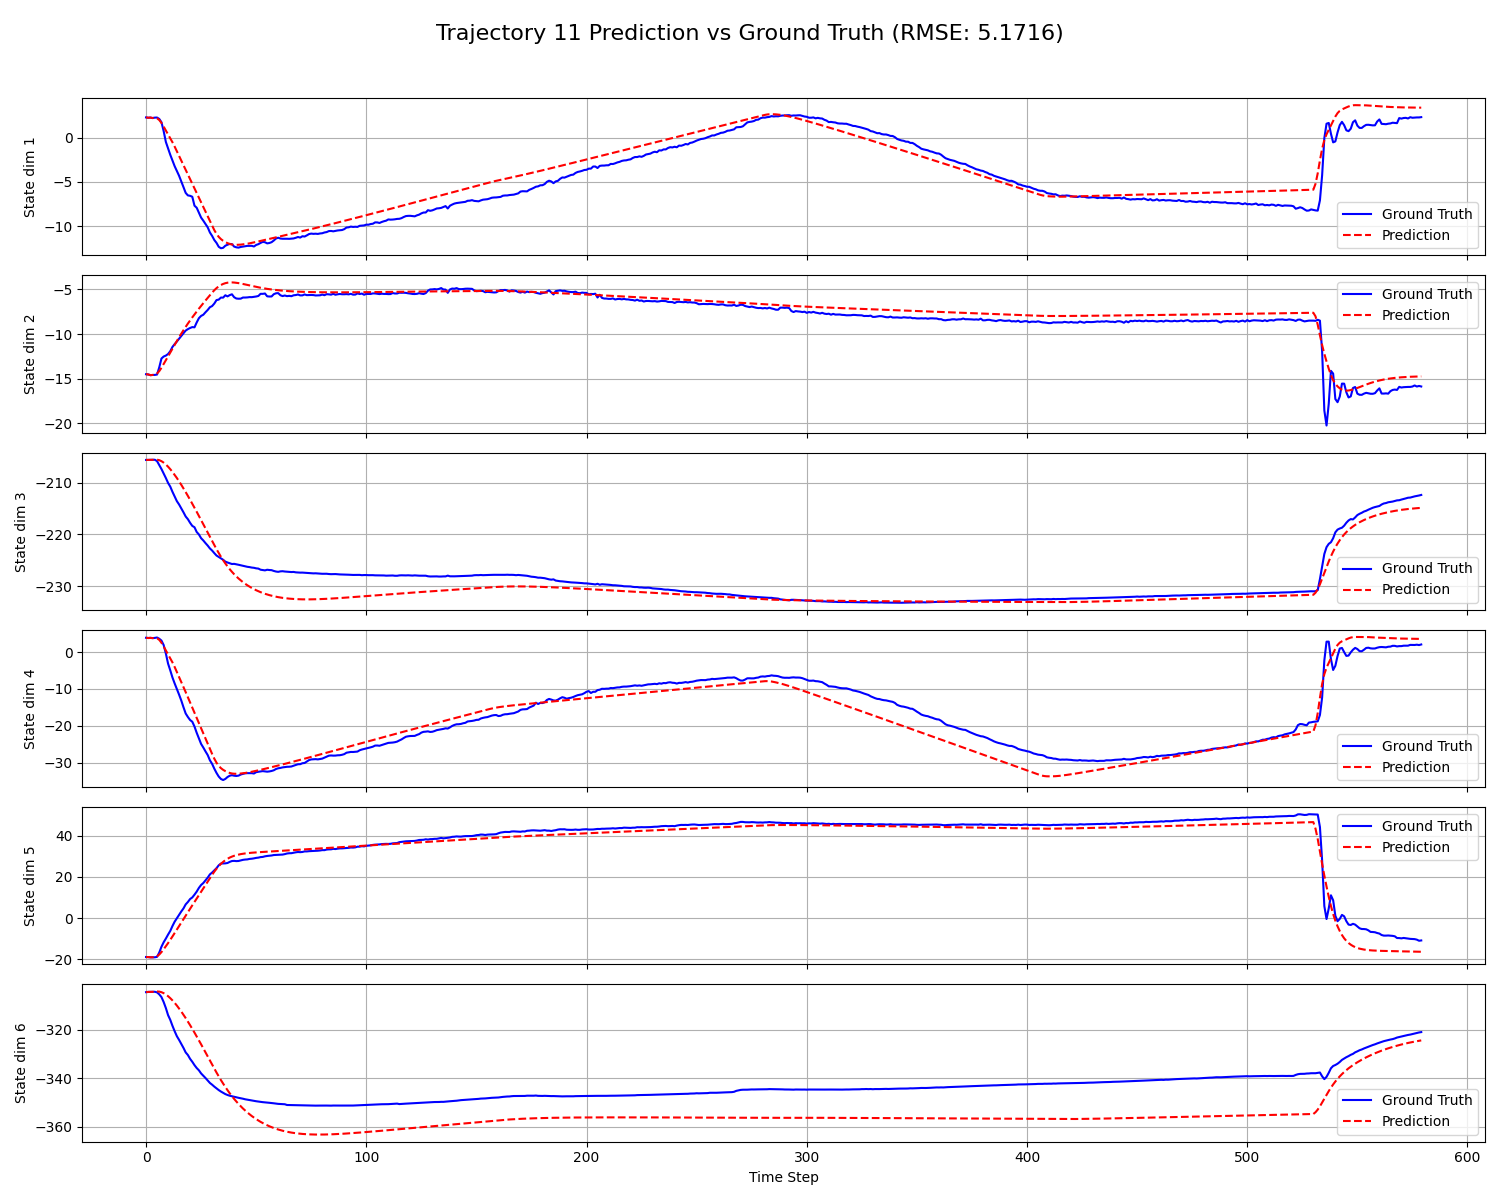 Trajectory 11 Prediction vs Ground Truth (RMSE: 5.1716)
State dim 1
0
−5
−10
Ground Truth
Prediction
State dim 2
−5
−10
−15
−20
Ground Truth
Prediction
State dim 3
−210
−220
−230
Ground Truth
Prediction
State dim 4
0
−10
−20
−30
Ground Truth
Prediction
State dim 5
40
20
0
−20
Ground Truth
Prediction
State dim 6
−320
−340
−360
Ground Truth
Prediction
0 100 200 300 400 500 600
Time Step